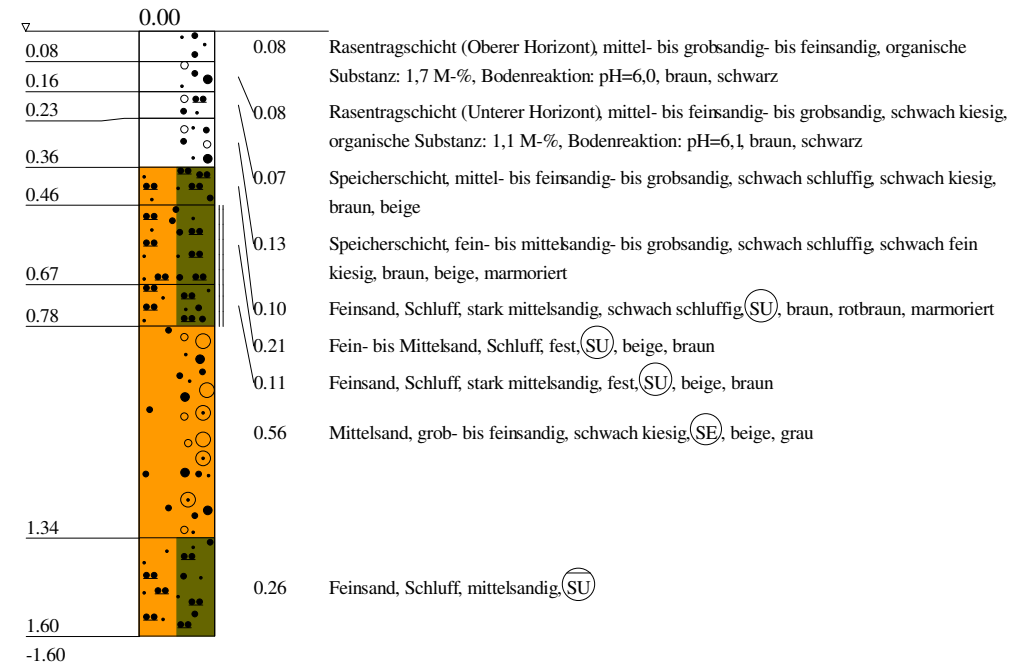 0.00
0.08
0.16
0.23
0.36
0.46
0.67
0.78
1.34
1.60
-1.60
0.08 Rasentragschicht (Oberer Horizont), mittel- bis grobsandig- bis feinsandig, organische
Substanz: 1,7 M-%, Bodenreaktion: pH=6,0, braun, schwarz
0.08 Rasentragschicht (Unterer Horizont), mittel- bis feinsandig- bis grobsandig, schwach kiesig,
organische Substanz: 1,1 M-%, Bodenreaktion: pH=6,1, braun, schwarz
0.07 Speicherschicht, mittel- bis feinsandig- bis grobsandig, schwach schluffig, schwach kiesig,
braun, beige
0.13 Speicherschicht, fein- bis mittelsandig- bis grobsandig, schwach schluffig, schwach fein
kiesig, braun, beige, marmoriert
0.10 Feinsand, Schluff, stark mittelsandig, schwach schluffig, SU, braun, rotbraun, marmoriert
0.21 Fein- bis Mittelsand, Schluff, fest, SU, beige, braun
0.11 Feinsand, Schluff, stark mittelsandig, fest, SU, beige, braun
0.56 Mittelsand, grob- bis feinsandig, schwach kiesig, SE, beige, grau
0.26 Feinsand, Schluff, mittelsandig, S̅U̅